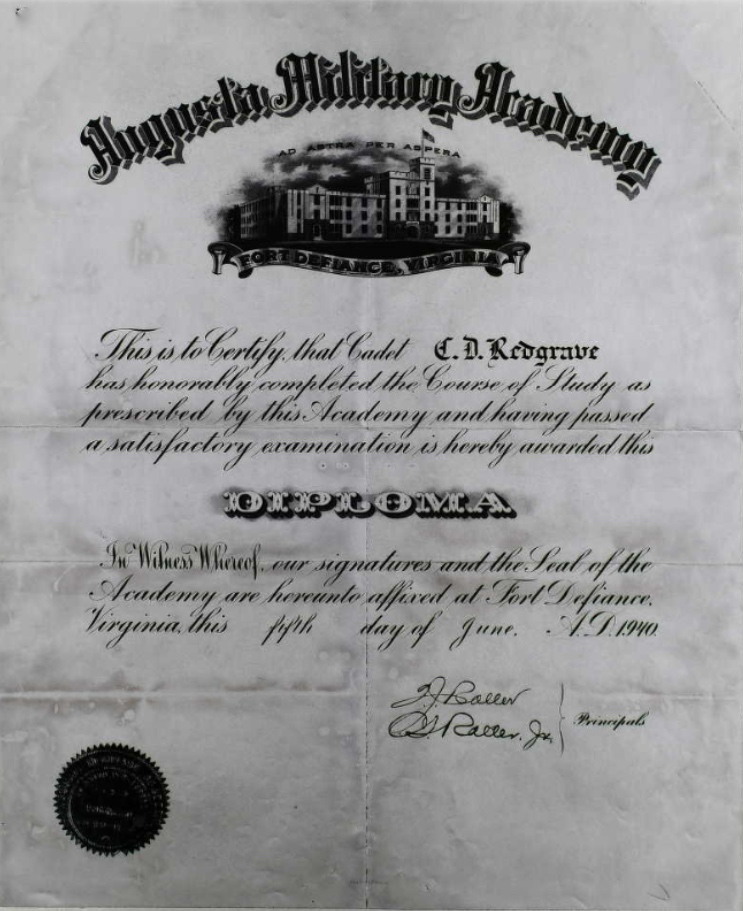 Augusta Military Academy
AD ASTRA PER ASPERA
FORT DEFIANCE, VIRGINIA
This is to Certify, that Cadet C. D. Redgrave
has honorably completed the Course of Study as
prescribed by this Academy and having passed
a satisfactory examination is hereby awarded this
DIPLOMA
In Witness Whereof, our signatures and the Seal of the
Academy are hereunto affixed at Fort Defiance,
Virginia, this fifth day of June. A.D. 1940.
Roller
Roller, Jr.
Principals